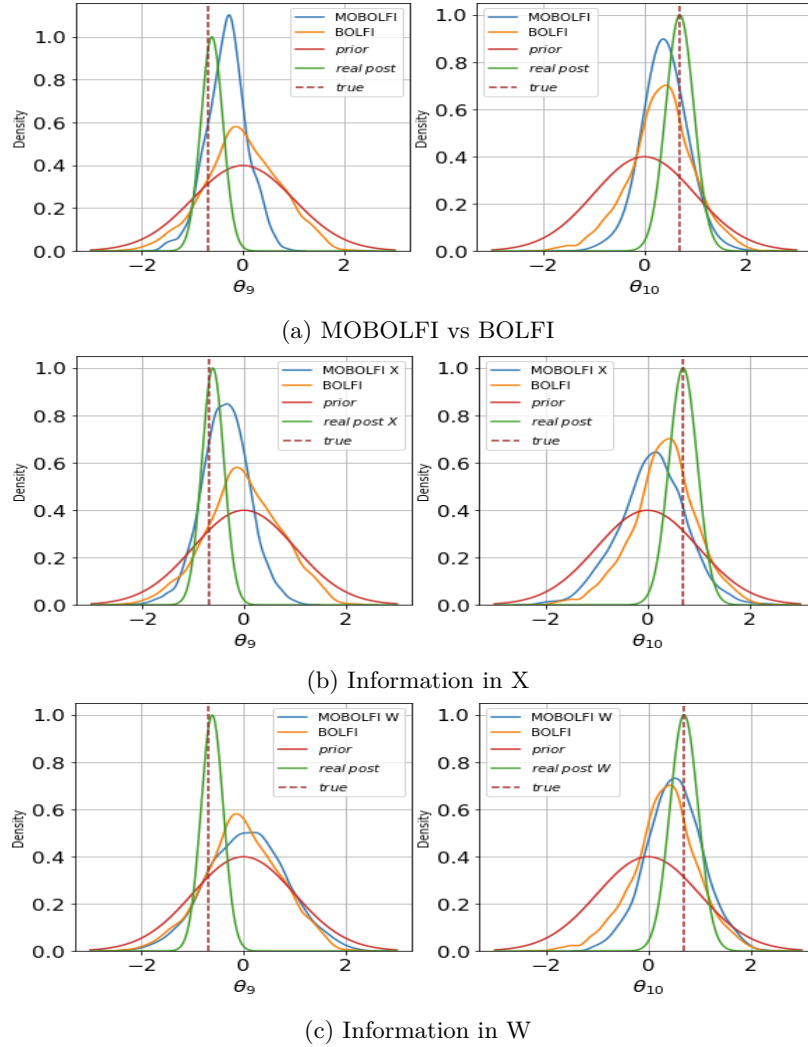 MOBOLFI
BOLFI
prior
real post
true
Density
0.0
0.2
0.4
0.6
0.8
1.0
−2
0
2
θ9
MOBOLFI
BOLFI
prior
real post
true
Density
0.0
0.2
0.4
0.6
0.8
1.0
−2
0
2
θ10
(a) MOBOLFI vs BOLFI
MOBOLFI X
BOLFI
prior
real post X
true
Density
0.0
0.2
0.4
0.6
0.8
1.0
−2
0
2
θ9
MOBOLFI X
BOLFI
prior
real post
true
Density
0.0
0.2
0.4
0.6
0.8
1.0
−2
0
2
θ10
(b) Information in X
MOBOLFI W
BOLFI
prior
real post
true
Density
0.0
0.2
0.4
0.6
0.8
1.0
−2
0
2
θ9
MOBOLFI W
BOLFI
prior
real post W
true
Density
0.0
0.2
0.4
0.6
0.8
1.0
−2
0
2
θ10
(c) Information in W